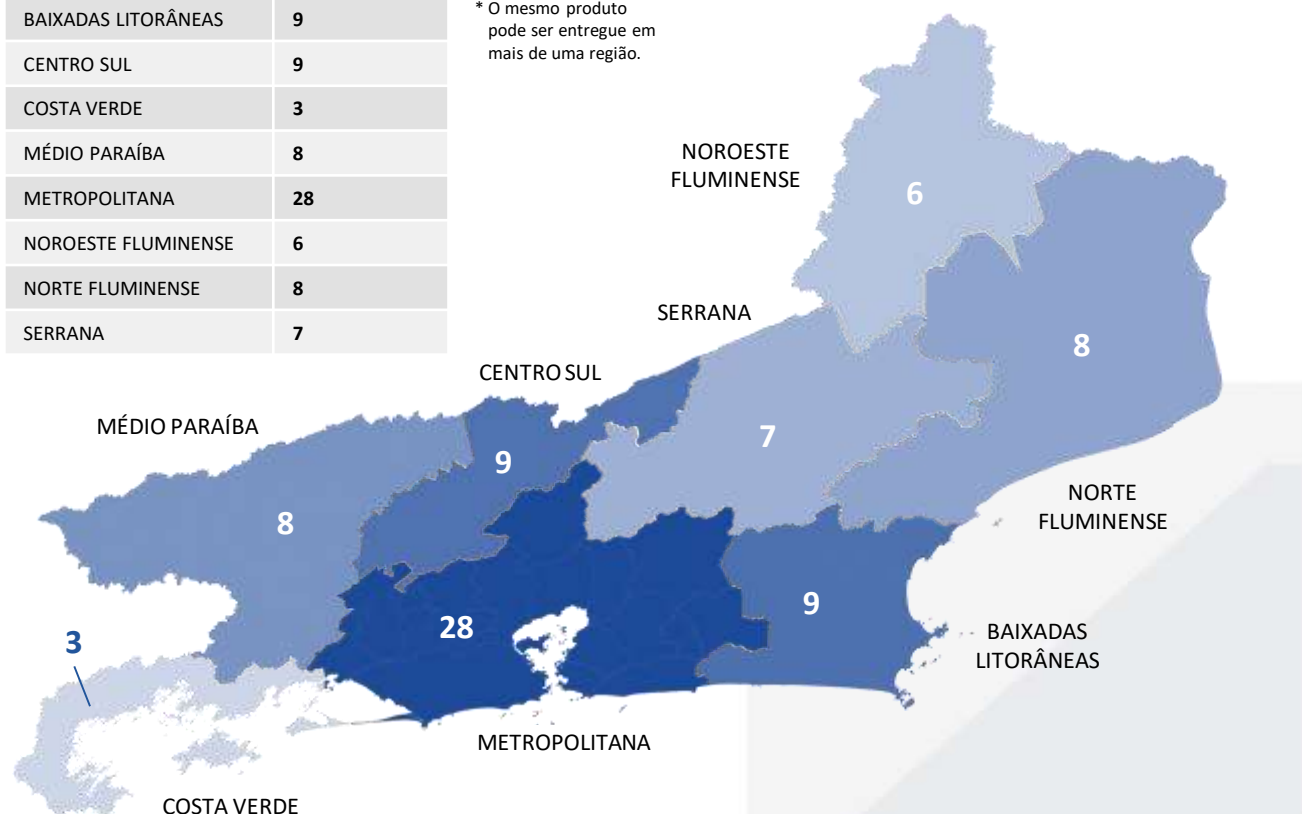 BAIXADAS LITORÂNEAS 9
CENTRO SUL 9
COSTA VERDE 3
MÉDIO PARAÍBA 8
METROPOLITANA 28
NOROESTE FLUMINENSE 6
NORTE FLUMINENSE 8
SERRANA 7
* O mesmo produto
pode ser entregue em
mais de uma região.
NOROESTE
FLUMINENSE
6
SERRANA
8
CENTRO SUL
MÉDIO PARAÍBA
7
9
8
NORTE
FLUMINENSE
9
28
3
BAIXADAS
LITORÂNEAS
METROPOLITANA
COSTA VERDE